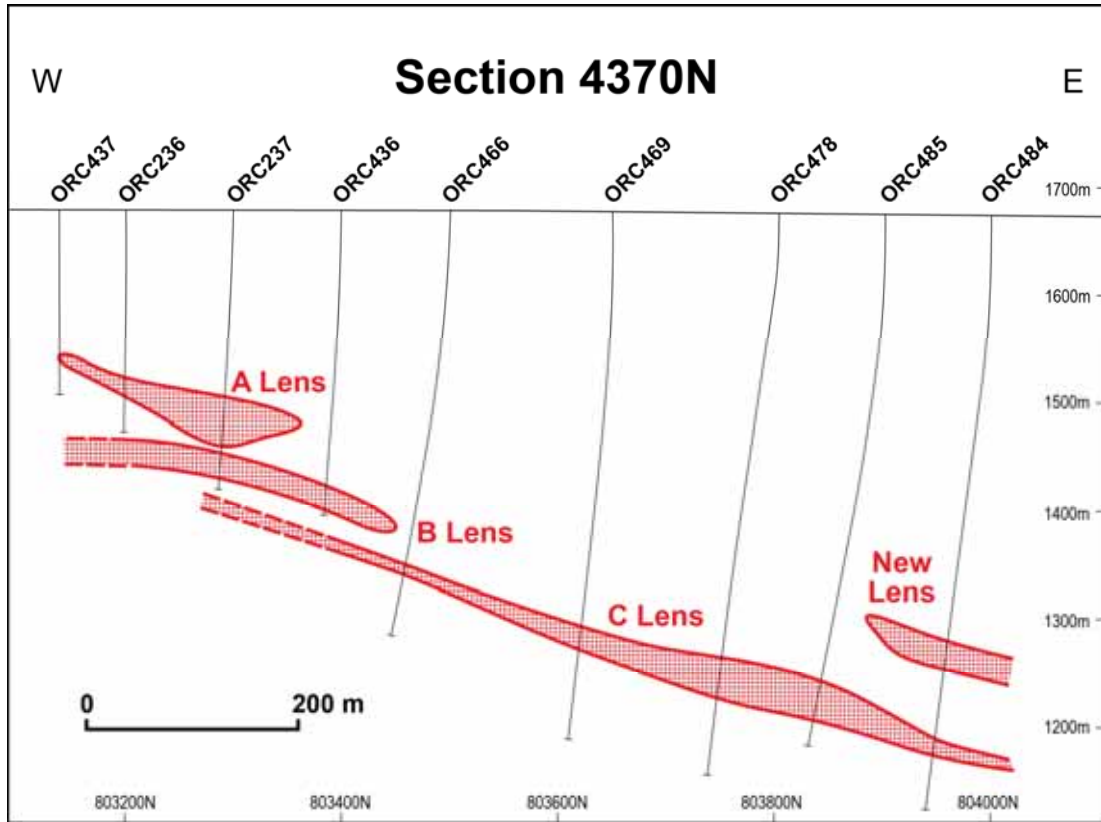 Section 4370N
W
E
ORC437
ORC236
ORC237
ORC436
ORC466
ORC469
ORC478
ORC485
ORC484
1700m
1600m
1500m
1400m
1300m
1200m
A Lens
B Lens
C Lens
New
Lens
0 200 m
803200N 803400N 803600N 803800N 804000N